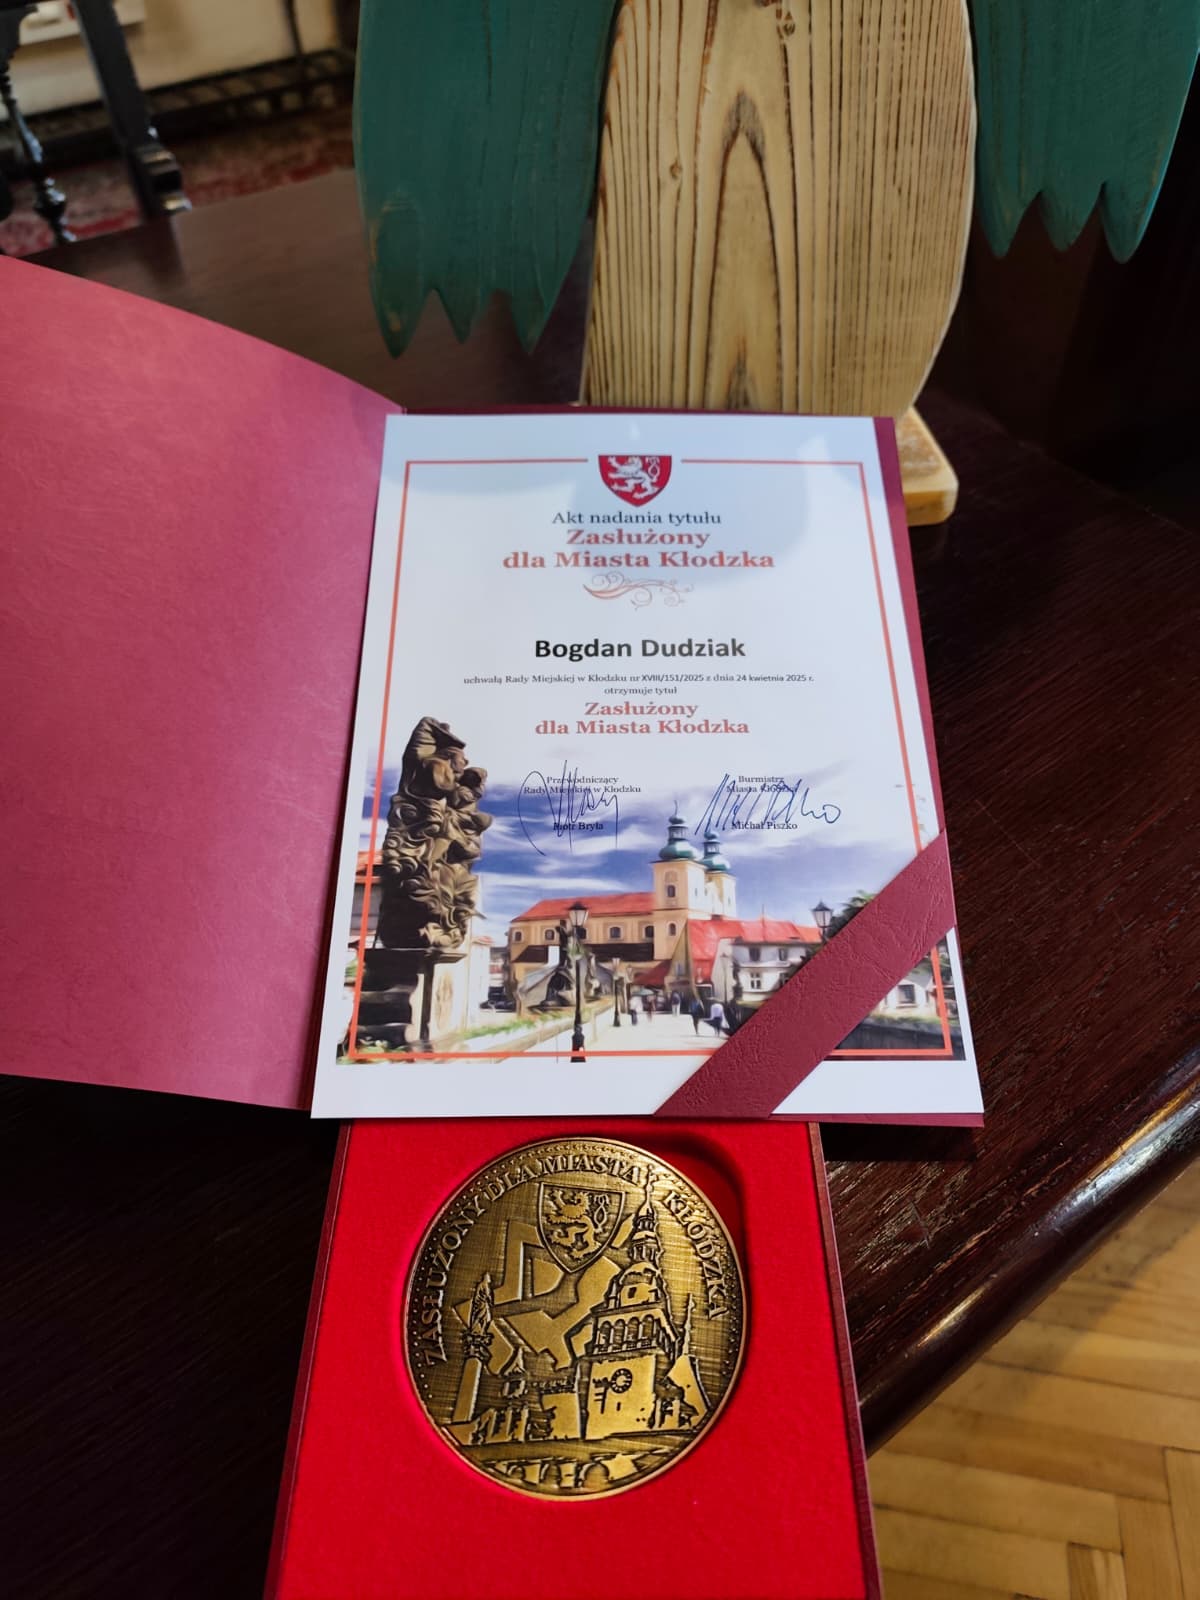 Akt nadania tytułu
Zasłużony
dla Miasta Kłodzka
Bogdan Dudziak
uchwałą Rady Miejskiej w Kłodzku nr XVIII/151/2025 z dnia 24 kwietnia 2025 r.
otrzymuje tytuł
Zasłużony
dla Miasta Kłodzka
Przewodniczący
Rady Miejskiej w Kłodzku
Piotr Bryła
Burmistrz
Miasta Kłodzka
Michał Piszko
ZASŁUŻONY DLA MIASTA KŁODZKA